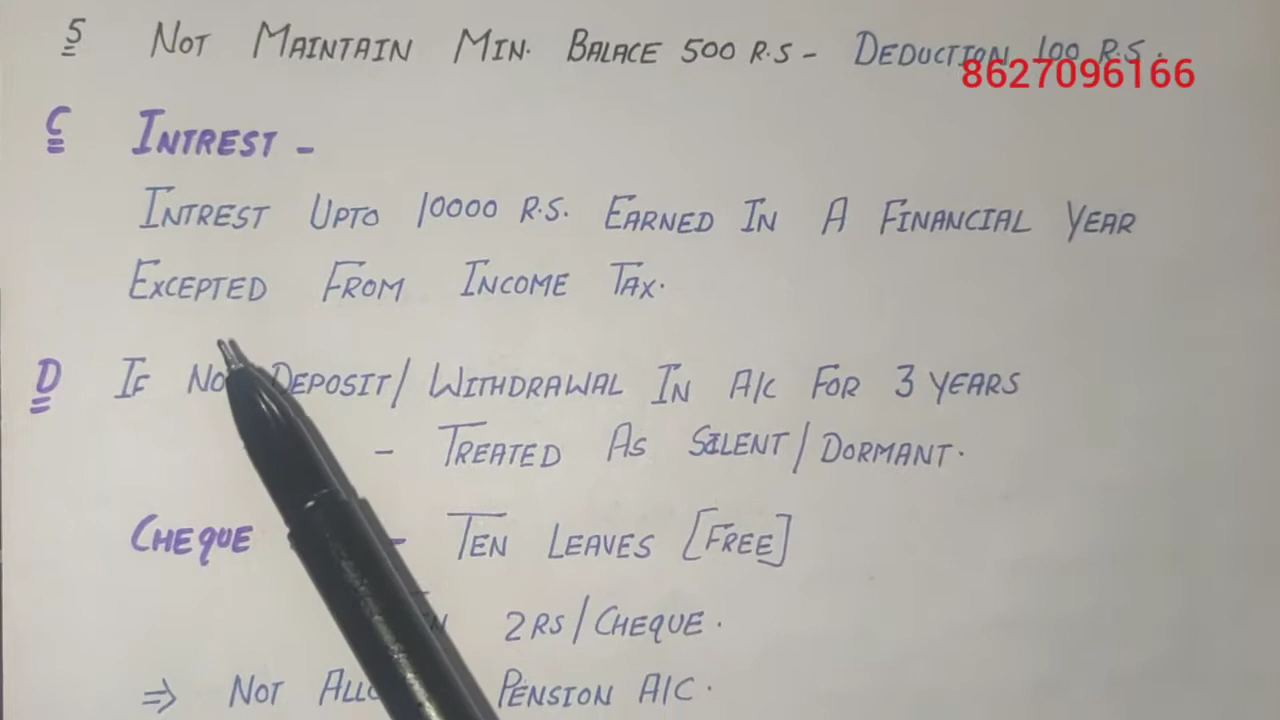 5 NOT MAINTAIN MIN. BALACE 500 R.S - DEDUCTION 100 R.S.
8627096166
C INTREST -
INTREST UPTO 10000 R.S. EARNED IN A FINANCIAL YEAR
EXCEPTED FROM INCOME TAX.
D IF NO DEPOSIT/ WITHDRAWAL IN A/C FOR 3 YEARS
- TREATED AS SILENT/DORMANT.
CHEQUE - TEN LEAVES [FREE]
2RS/CHEQUE.
⇒ NOT PENSION A/C.